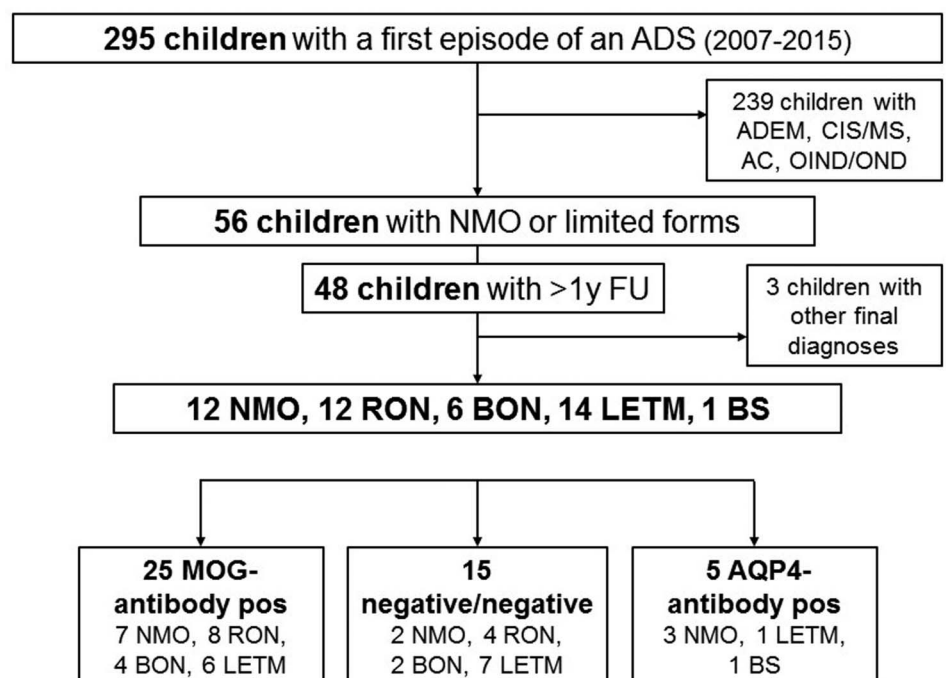 295 children with a first episode of an ADS (2007-2015)
239 children with
ADEM, CIS/MS,
AC, OIND/OND
56 children with NMO or limited forms
48 children with >1y FU
3 children with
other final
diagnoses
12 NMO, 12 RON, 6 BON, 14 LETM, 1 BS
25 MOG-
antibody pos
7 NMO, 8 RON,
4 BON, 6 LETM
15
negative/negative
2 NMO, 4 RON,
2 BON, 7 LETM
5 AQP4-
antibody pos
3 NMO, 1 LETM,
1 BS